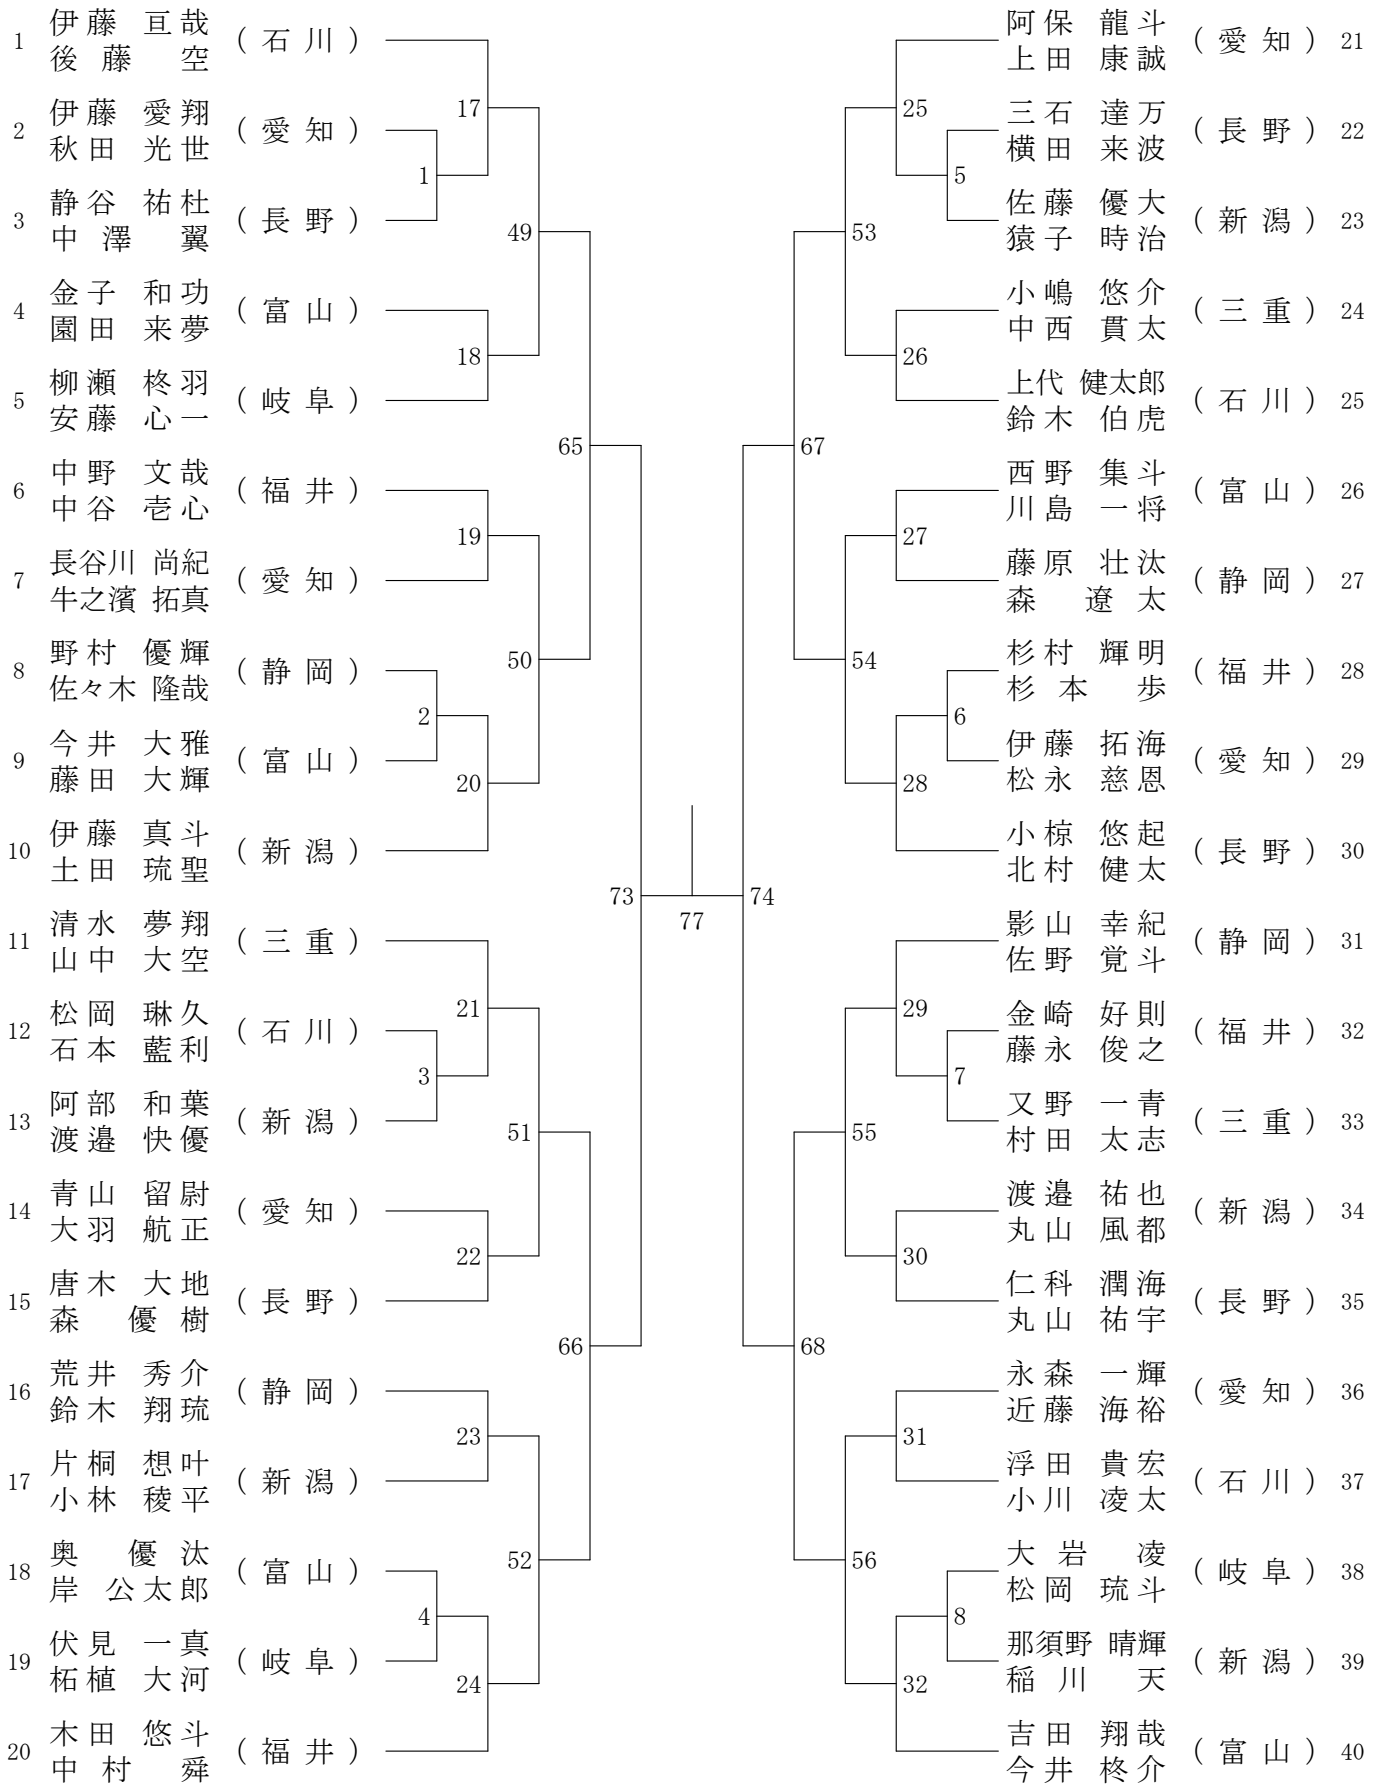 1 伊藤 亘哉 (石川)
後藤 空
2 伊藤 愛翔 (愛知)
秋田 光世
3 静谷 祐杜 (長野)
中澤 翼
4 金子 和功 (富山)
園田 来夢
5 柳瀬 柊羽 (岐阜)
安藤 心一
6 中野 文哉 (福井)
中谷 壱心
7 長谷川 尚紀 (愛知)
牛之濱 拓真
8 野村 優輝 (静岡)
佐々木 隆哉
9 今井 大雅 (富山)
藤田 大輝
10 伊藤 真斗 (新潟)
土田 琉聖
11 清水 夢翔 (三重)
山中 大空
12 松岡 琳久 (石川)
石本 藍利
13 阿部 和葉 (新潟)
渡邉 快優
14 青山 留尉 (愛知)
大羽 航正
15 唐木 大地 (長野)
森 優樹
16 荒井 秀介 (静岡)
鈴木 翔琉
17 片桐 想叶 (新潟)
小林 稜平
18 奥 優汰 (富山)
岸 公太郎
19 伏見 一真 (岐阜)
柘植 大河
20 木田 悠斗 (福井)
中村 舜
17
1
49
18
65
19
50
2
20
73
21
3
51
22
66
23
52
4
24
77
74
25
5
53
26
67
27
54
6
28
29
7
55
30
68
31
56
8
32
阿保 龍斗 (愛知) 21
上田 康誠
三石 達万 (長野) 22
横田 来波
佐藤 優大 (新潟) 23
猿子 時治
小嶋 悠介 (三重) 24
中西 貫太
上代 健太郎 (石川) 25
鈴木 伯虎
西野 集斗 (富山) 26
川島 一将
藤原 壮汰 (静岡) 27
森 遼太
杉村 輝明 (福井) 28
杉本 歩
伊藤 拓海 (愛知) 29
松永 慈恩
小椋 悠起 (長野) 30
北村 健太
影山 幸紀 (静岡) 31
佐野 覚斗
金崎 好則 (福井) 32
藤永 俊之
又野 一青 (三重) 33
村田 太志
渡邉 祐也 (新潟) 34
丸山 風都
仁科 潤海 (長野) 35
丸山 祐宇
永森 一輝 (愛知) 36
近藤 海裕
浮田 貴宏 (石川) 37
小川 凌太
大岩 凌 (岐阜) 38
松岡 琉斗
那須野 晴輝 (新潟) 39
稲川 天
吉田 翔哉 (富山) 40
今井 柊介